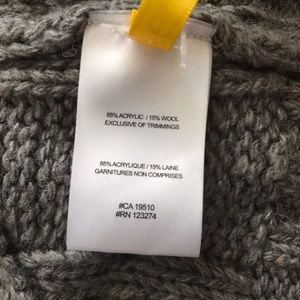 85% ACRYLIC / 15% WOOL
EXCLUSIVE OF TRIMMINGS
85% ACRYLIQUE / 15% LAINE
GARNITURES NON COMPRISES
#CA 19510
#RN 123274